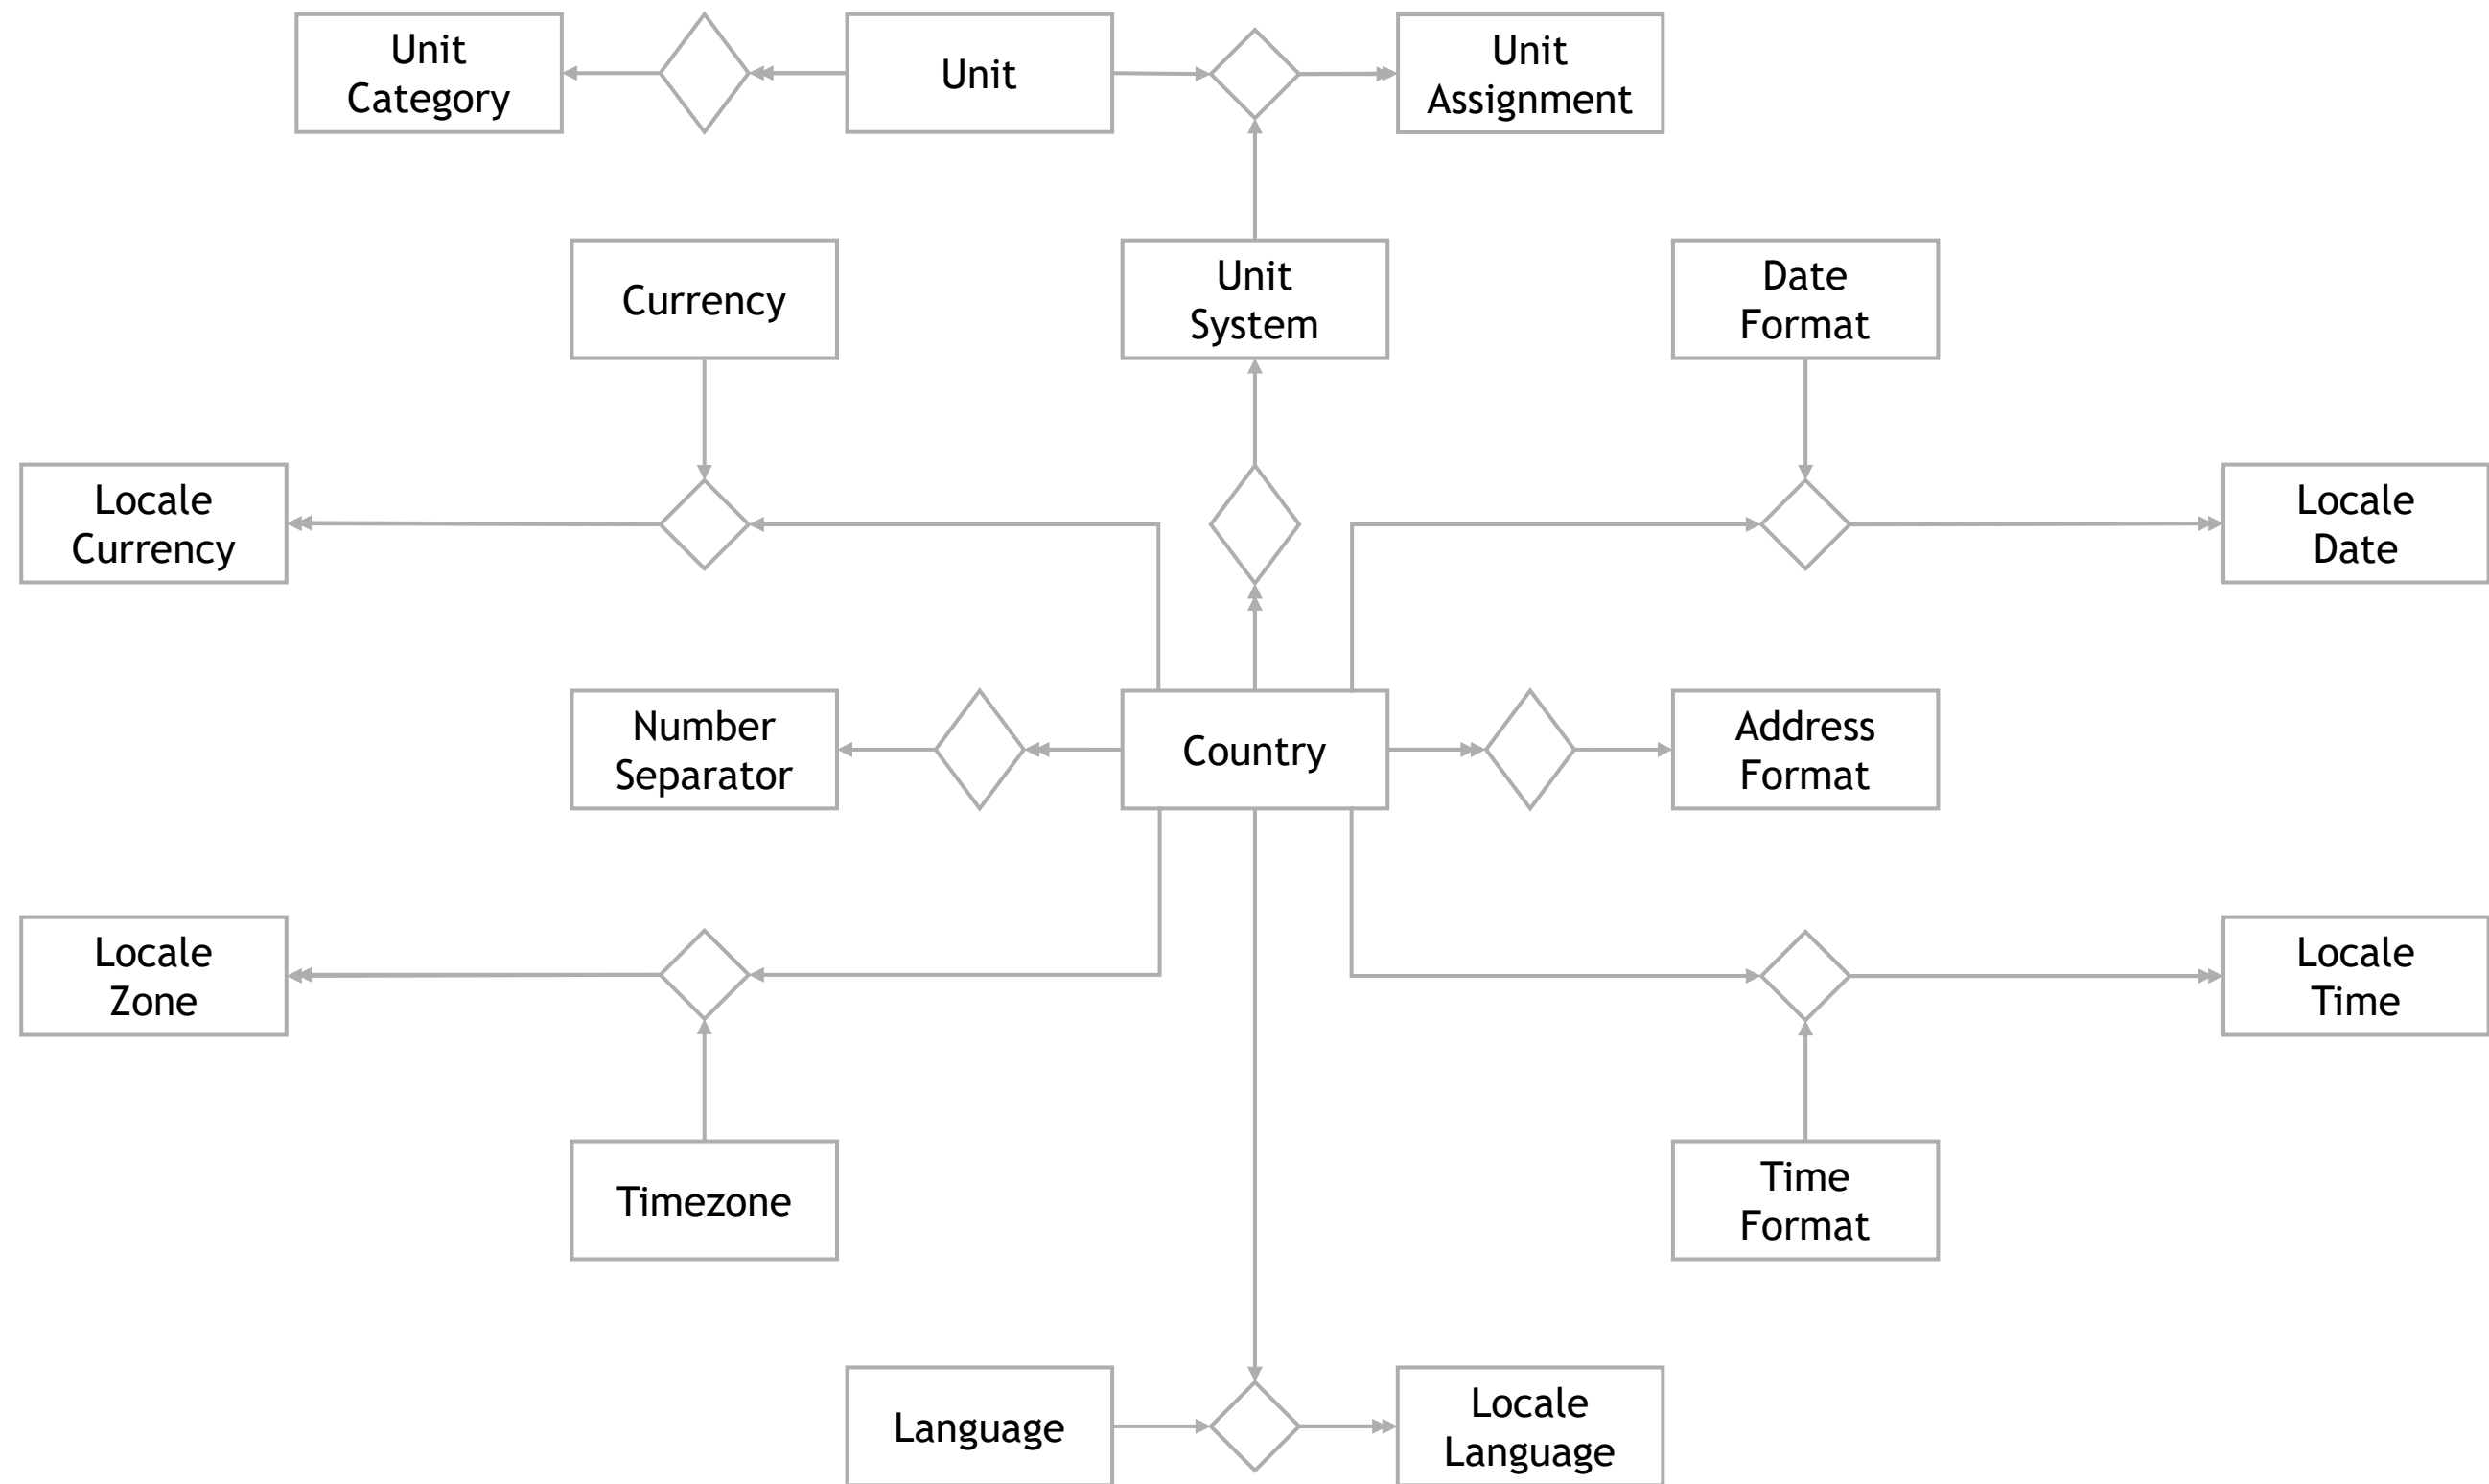 Unit
Category
Unit
Unit
Assignment
Currency
Unit
System
Date
Format
Locale
Currency
Locale
Date
Number
Separator
Country
Address
Format
Locale
Zone
Locale
Time
Timezone
Time
Format
Language
Locale
Language